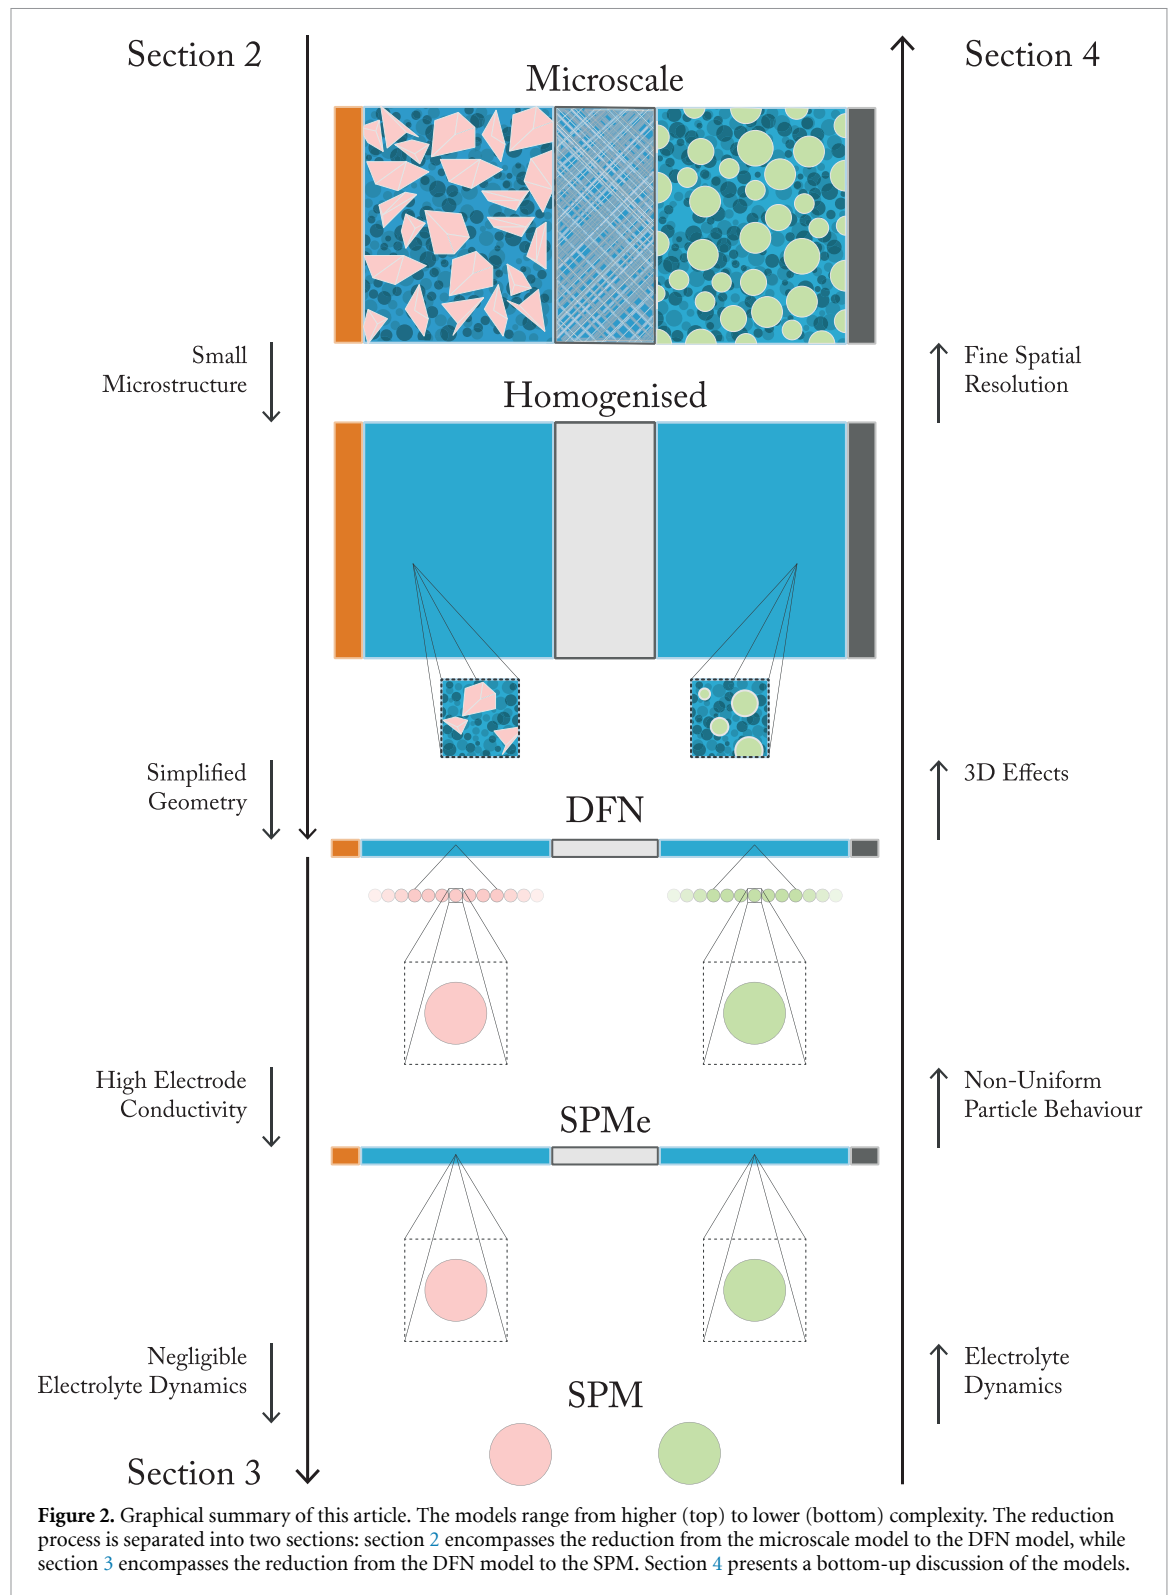 Section 2
Section 4
Microscale
Small
Microstructure
Fine Spatial
Resolution
Homogenised
Simplified
Geometry
3D Effects
DFN
High Electrode
Conductivity
Non-Uniform
Particle Behaviour
SPMe
Negligible
Electrolyte Dynamics
Electrolyte
Dynamics
SPM
Section 3
Figure 2. Graphical summary of this article. The models range from higher (top) to lower (bottom) complexity. The reduction
process is separated into two sections: section 2 encompasses the reduction from the microscale model to the DFN model, while
section 3 encompasses the reduction from the DFN model to the SPM. Section 4 presents a bottom-up discussion of the models.